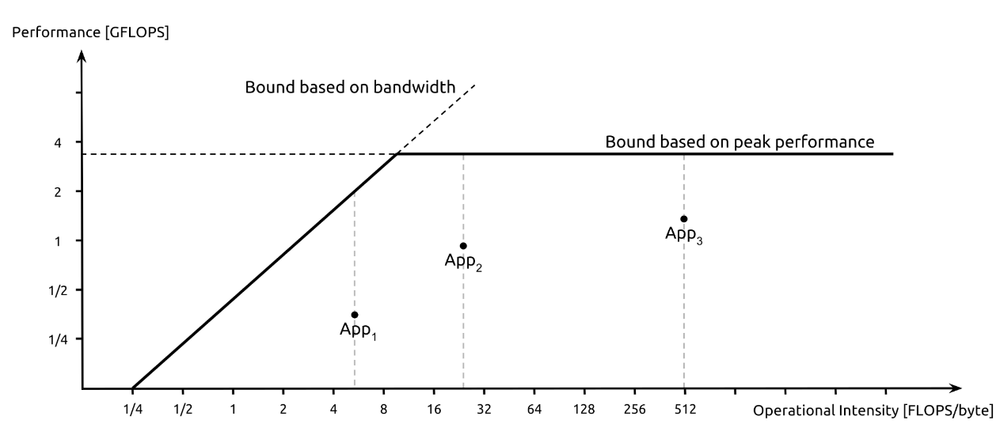 Performance [GFLOPS]
Bound based on bandwidth
4
Bound based on peak performance
2
1
App3
App2
1/2
App1
1/4
1/4 1/2 1 2 4 8 16 32 64 128 256 512
Operational Intensity [FLOPS/byte]